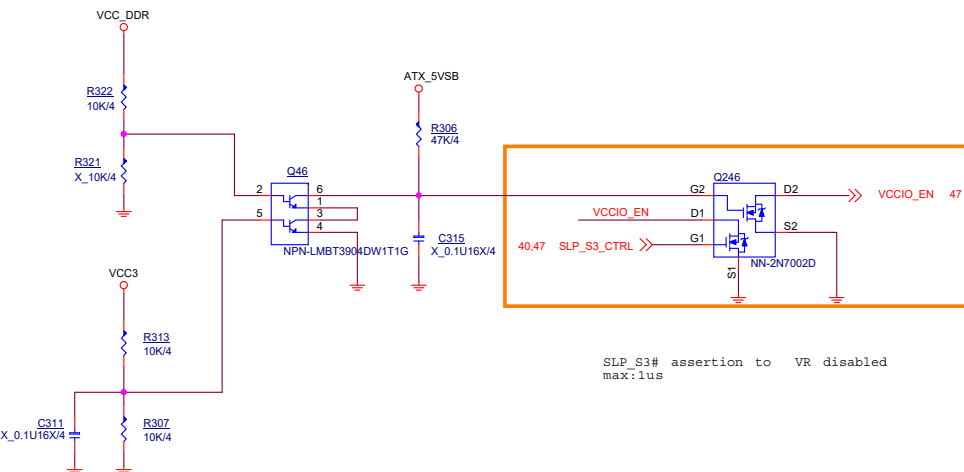 VCC_DDR
ATX_5VSB
R322
10K/4
R306
47K/4
R321
X_10K/4
Q46
2
6
1
5
3
4
NPN-LMBT3904DW1T1G
C315
X_0.1U16X/4
Q246
G2
D2
VCCIO_EN 47
VCCIO_EN
D1
S2
40,47 SLP_S3_CTRL
G1
S1
NN-2N7002D
VCC3
R313
10K/4
SLP_S3# assertion to VR disabled
max:1us
C311
X_0.1U16X/4
R307
10K/4